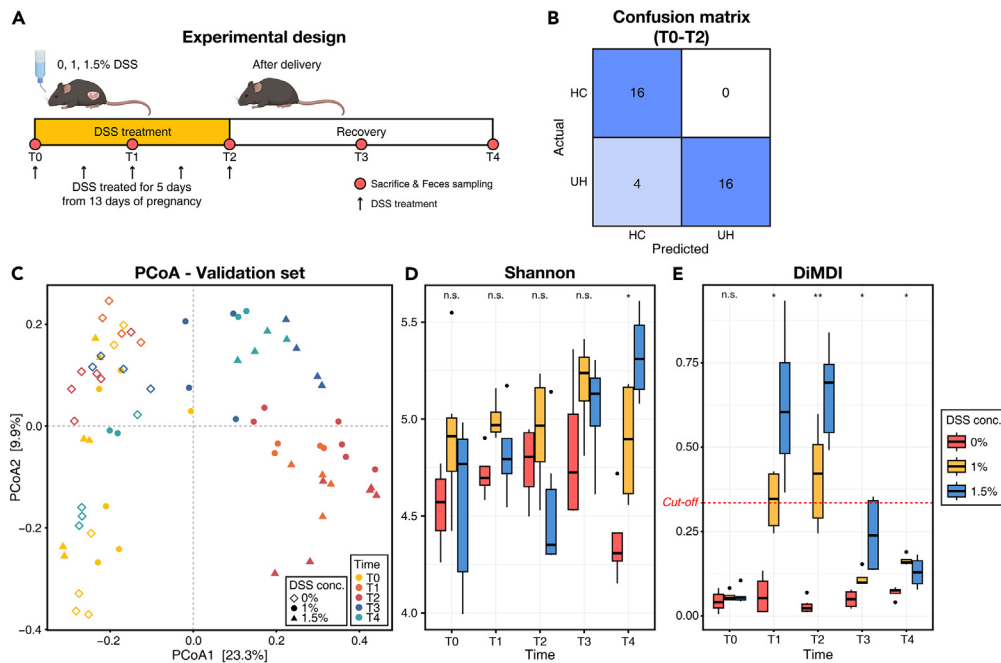 A
Experimental design
0, 1, 1.5% DSS
After delivery
DSS treatment
Recovery
T0
T1
T2
T3
T4
DSS treated for 5 days
from 13 days of pregnancy
Sacrifice & Feces sampling
DSS treatment
B
Confusion matrix
(T0-T2)
Actual
HC
16
0
UH
4
16
HC
UH
Predicted
C
PCoA - Validation set
PCoA2 [9.9%]
0.2
0.0
−0.2
−0.4
−0.2
0.0
0.2
0.4
PCoA1 [23.3%]
DSS conc.
0%
1%
1.5%
Time
T0
T1
T2
T3
T4
D
Shannon
n.s.
n.s.
n.s.
n.s.
*
5.5
5.0
4.5
4.0
T0
T1
T2
T3
T4
Time
E
DiMDI
n.s.
*
**
*
*
0.75
0.50
Cut-off
0.25
0.00
T0
T1
T2
T3
T4
Time
DSS conc.
0%
1%
1.5%